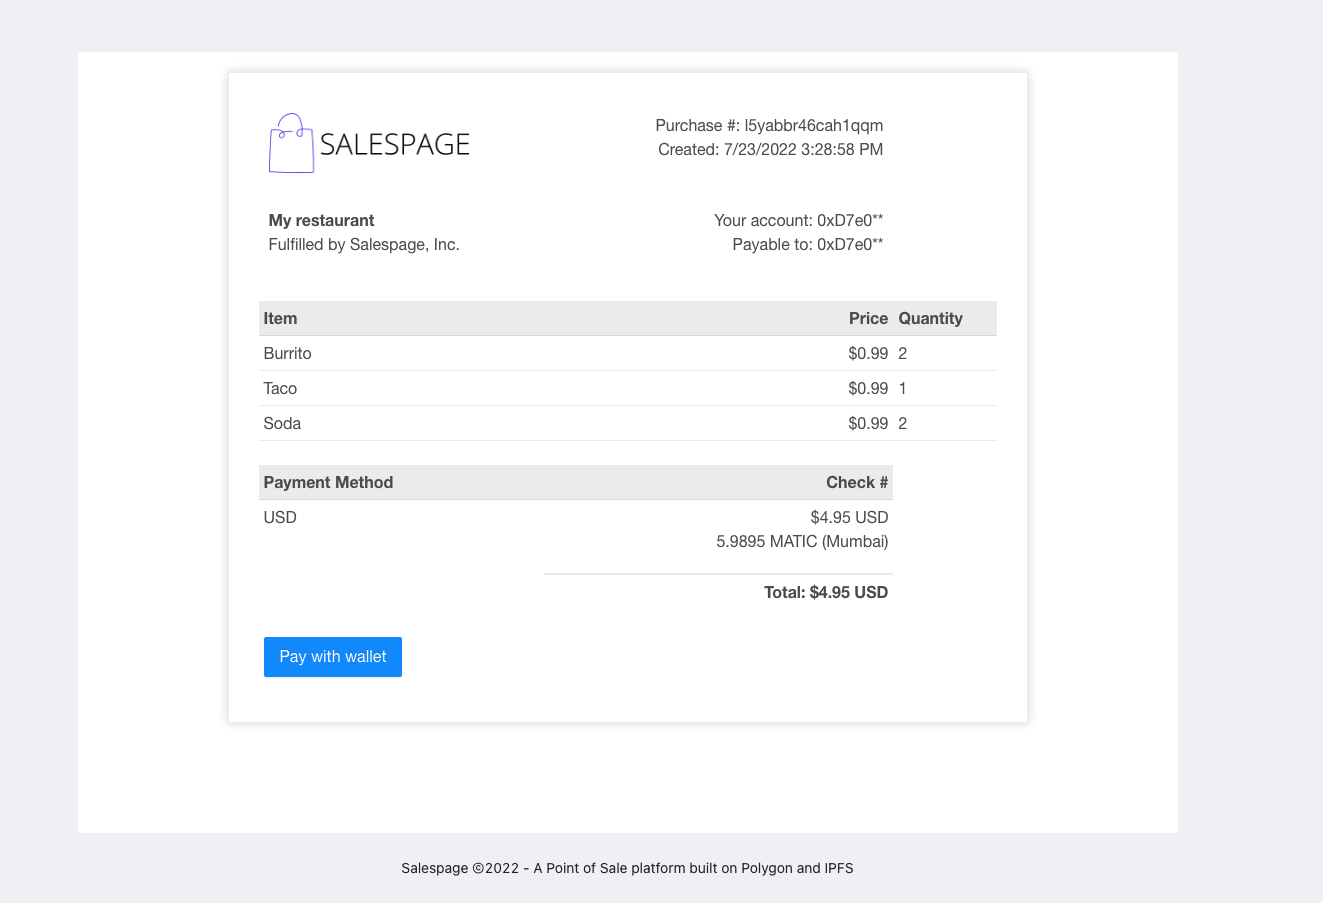 SALESPAGE
Purchase #: l5yabbr46cah1qqm
Created: 7/23/2022 3:28:58 PM
My restaurant
Fulfilled by Salespage, Inc.
Your account: 0xD7e0**
Payable to: 0xD7e0**
Item Price Quantity
Burrito $0.99 2
Taco $0.99 1
Soda $0.99 2
Payment Method Check #
USD $4.95 USD
5.9895 MATIC (Mumbai)
Total: $4.95 USD
Pay with wallet
Salespage ©2022 - A Point of Sale platform built on Polygon and IPFS